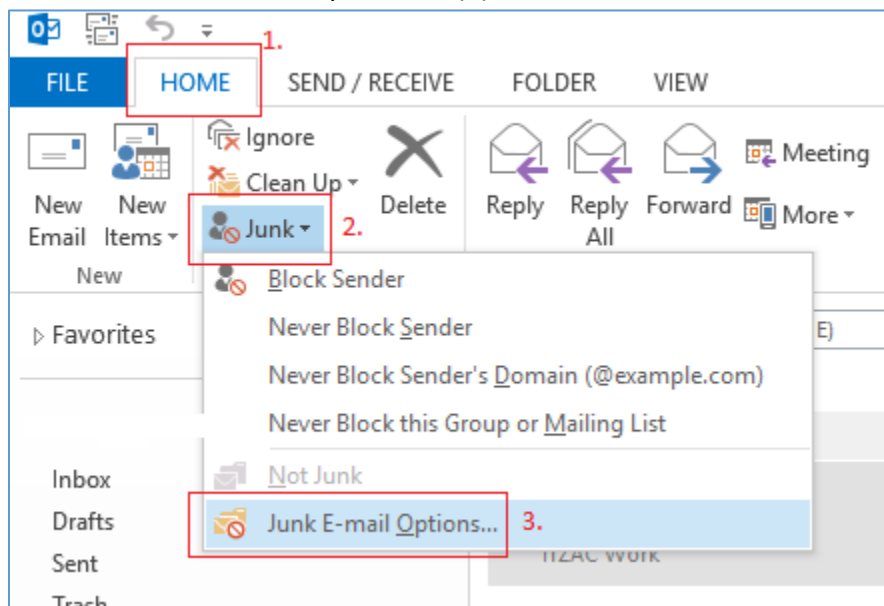 1.
FILE HOME SEND / RECEIVE FOLDER VIEW
Ignore
Clean Up
Junk 2.
New Email
New Items
Delete
Reply
Reply All
Forward
Meeting
More
New
Block Sender
Never Block Sender
Never Block Sender's Domain (@example.com)
Never Block this Group or Mailing List
Not Junk
Junk E-mail Options... 3.
Favorites
E)
Inbox
Drafts
Sent
Trash
Work